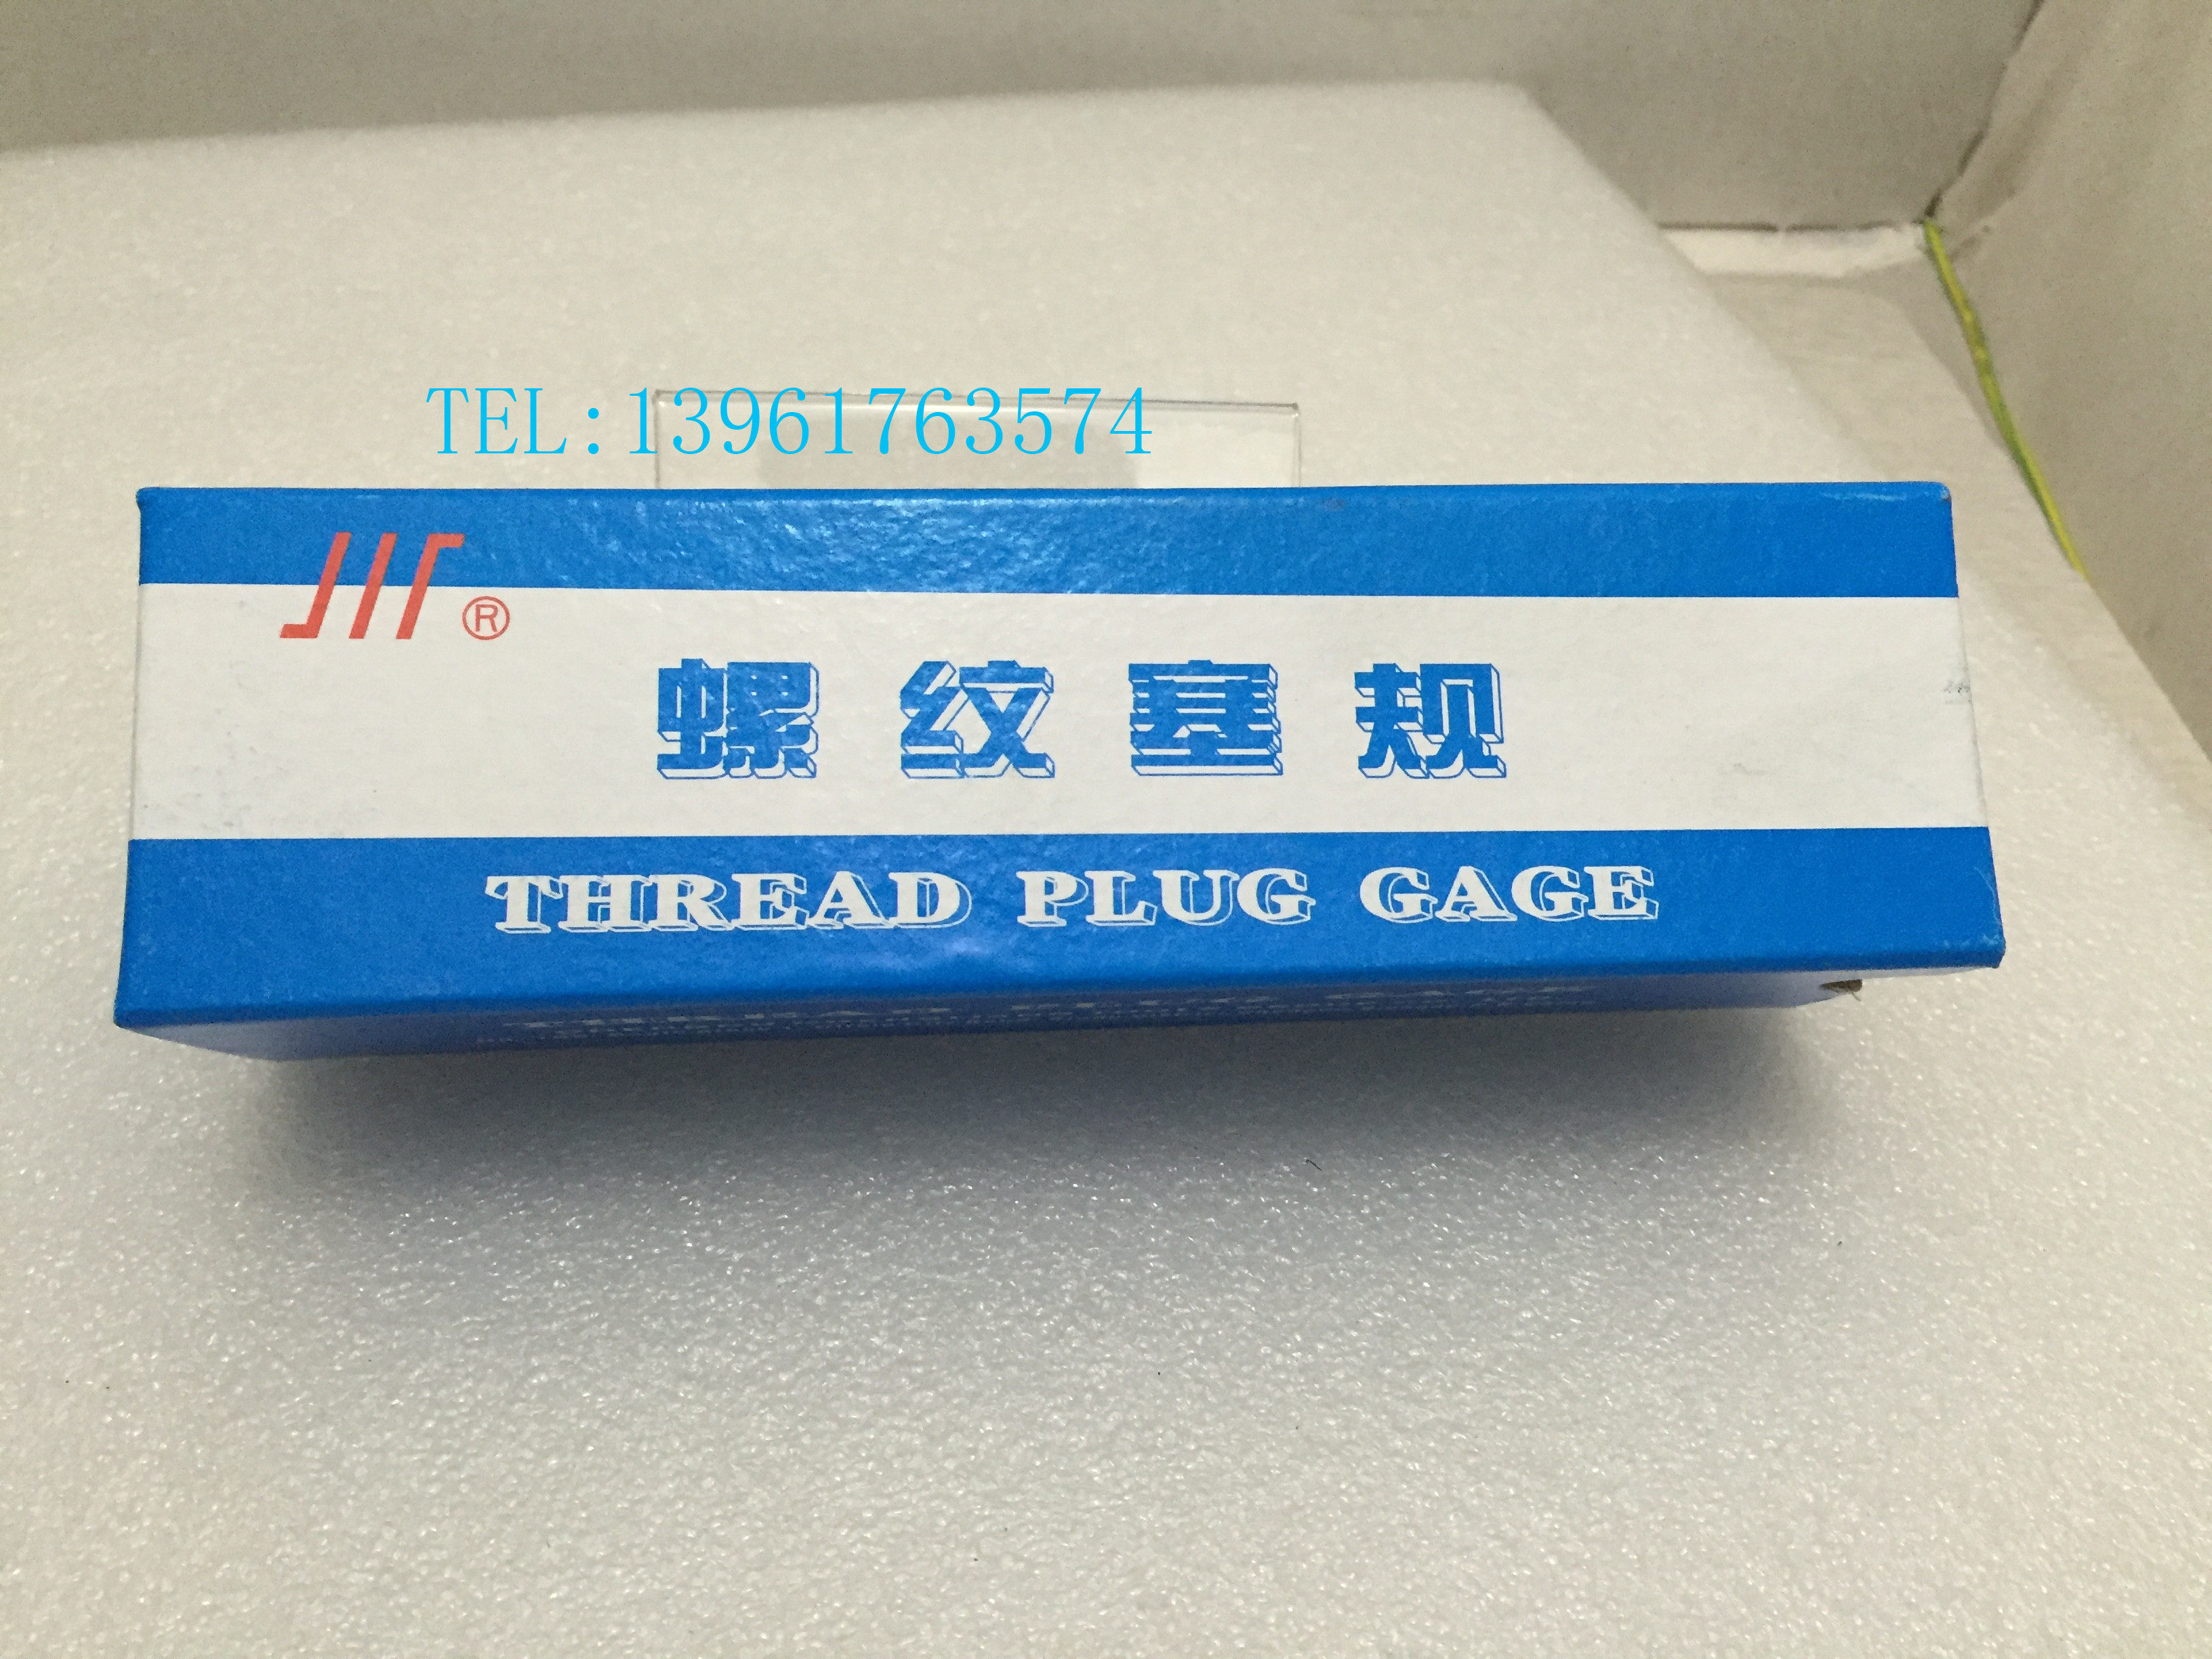 TEL:13961763574
®
螺纹塞规
THREAD PLUG GAGE